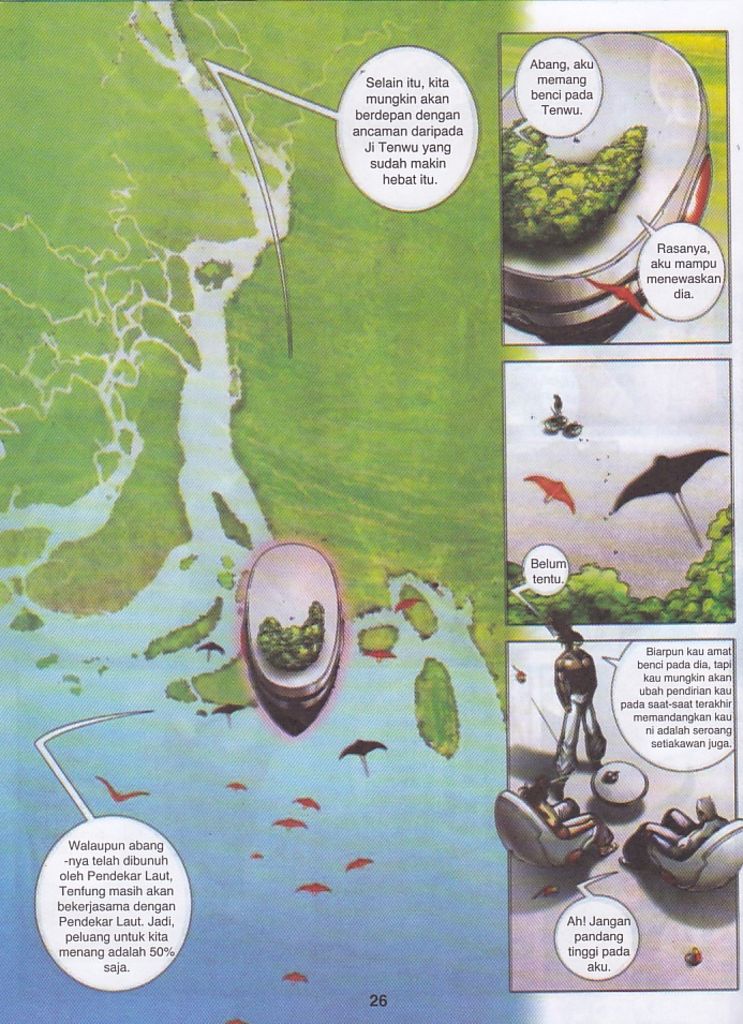 Selain itu, kita
mungkin akan
berdepan dengan
ancaman daripada
Ji Tenwu yang
sudah makin
hebat itu.
Walaupun abang
-nya telah dibunuh
oleh Pendekar Laut,
Tenfung masih akan
bekerjasama dengan
Pendekar Laut. Jadi,
peluang untuk kita
menang adalah 50%
saja.
Abang, aku
memang
benci pada
Tenwu.
Rasanya,
aku mampu
menewaskan
dia.
Belum
tentu.
Biarpun kau amat
benci pada dia, tapi
kau mungkin akan
ubah pendirian kau
pada saat-saat terakhir
memandangkan kau
ni adalah seroang
setiakawan juga.
Ah! Jangan
pandang
tinggi pada
aku.
26